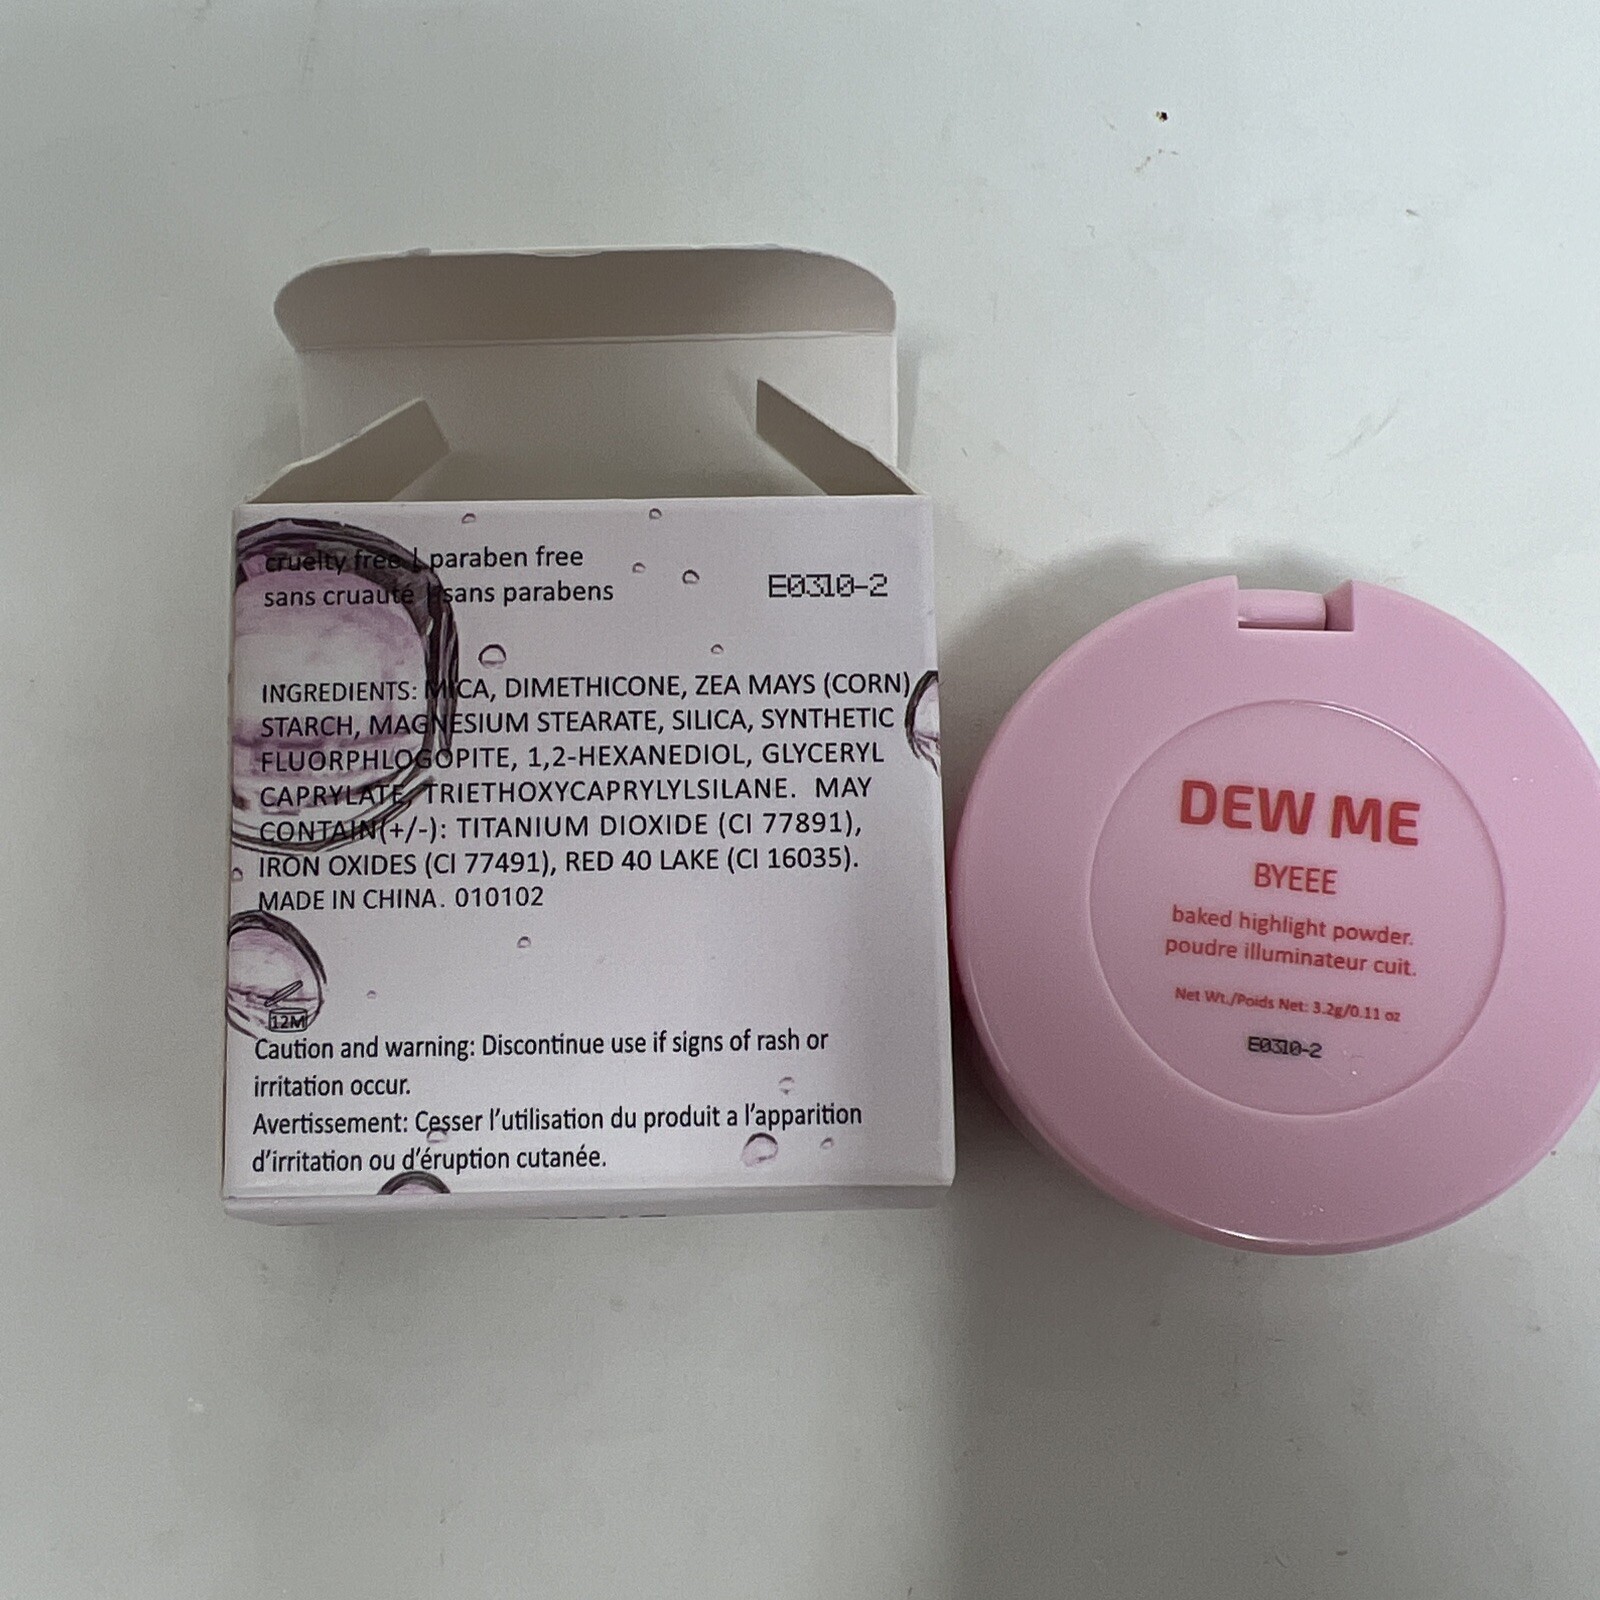 cruelty free | paraben free
sans cruauté | sans parabens
E0310-2
INGREDIENTS: MICA, DIMETHICONE, ZEA MAYS (CORN)
STARCH, MAGNESIUM STEARATE, SILICA, SYNTHETIC
FLUORPHLOGOPITE, 1,2-HEXANEDIOL, GLYCERYL
CAPRYLATE, TRIETHOXYCAPRYLYLSILANE. MAY
CONTAIN(+/-): TITANIUM DIOXIDE (CI 77891),
IRON OXIDES (CI 77491), RED 40 LAKE (CI 16035).
MADE IN CHINA. 010102
12M
Caution and warning: Discontinue use if signs of rash or
irritation occur.
Avertissement: Cesser l'utilisation du produit a l'apparition
d'irritation ou d'éruption cutanée.
DEW ME
BYEEE
baked highlight powder.
poudre illuminateur cuit.
Net Wt./Poids Net: 3.2g/0.11 oz
E0310-2